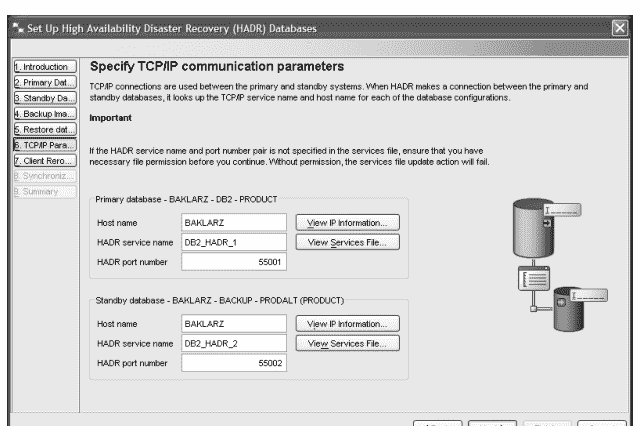 Set Up High Availability Disaster Recovery (HADR) Databases
1. Introduction
2. Primary Dat...
3. Standby Da...
4. Backup Ima...
5. Restore dat...
6. TCP/IP Para...
7. Client Rero...
8. Synchroniz...
9. Summary
Specify TCP/IP communication parameters
TCP/IP connections are used between the primary and standby systems. When HADR makes a connection between the primary and
standby databases, it looks up the TCP/IP service name and host name for each of the database configurations.
Important
If the HADR service name and port number pair is not specified in the services file, ensure that you have
necessary file permission before you continue. Without permission, the services file update action will fail.
Primary database - BAKLARZ - DB2 - PRODUCT
Host name BAKLARZ View IP Information...
HADR service name DB2_HADR_1 View Services File...
HADR port number 55001
Standby database - BAKLARZ - BACKUP - PRODALT (PRODUCT)
Host name BAKLARZ View IP Information...
HADR service name DB2_HADR_2 View Services File...
HADR port number 55002